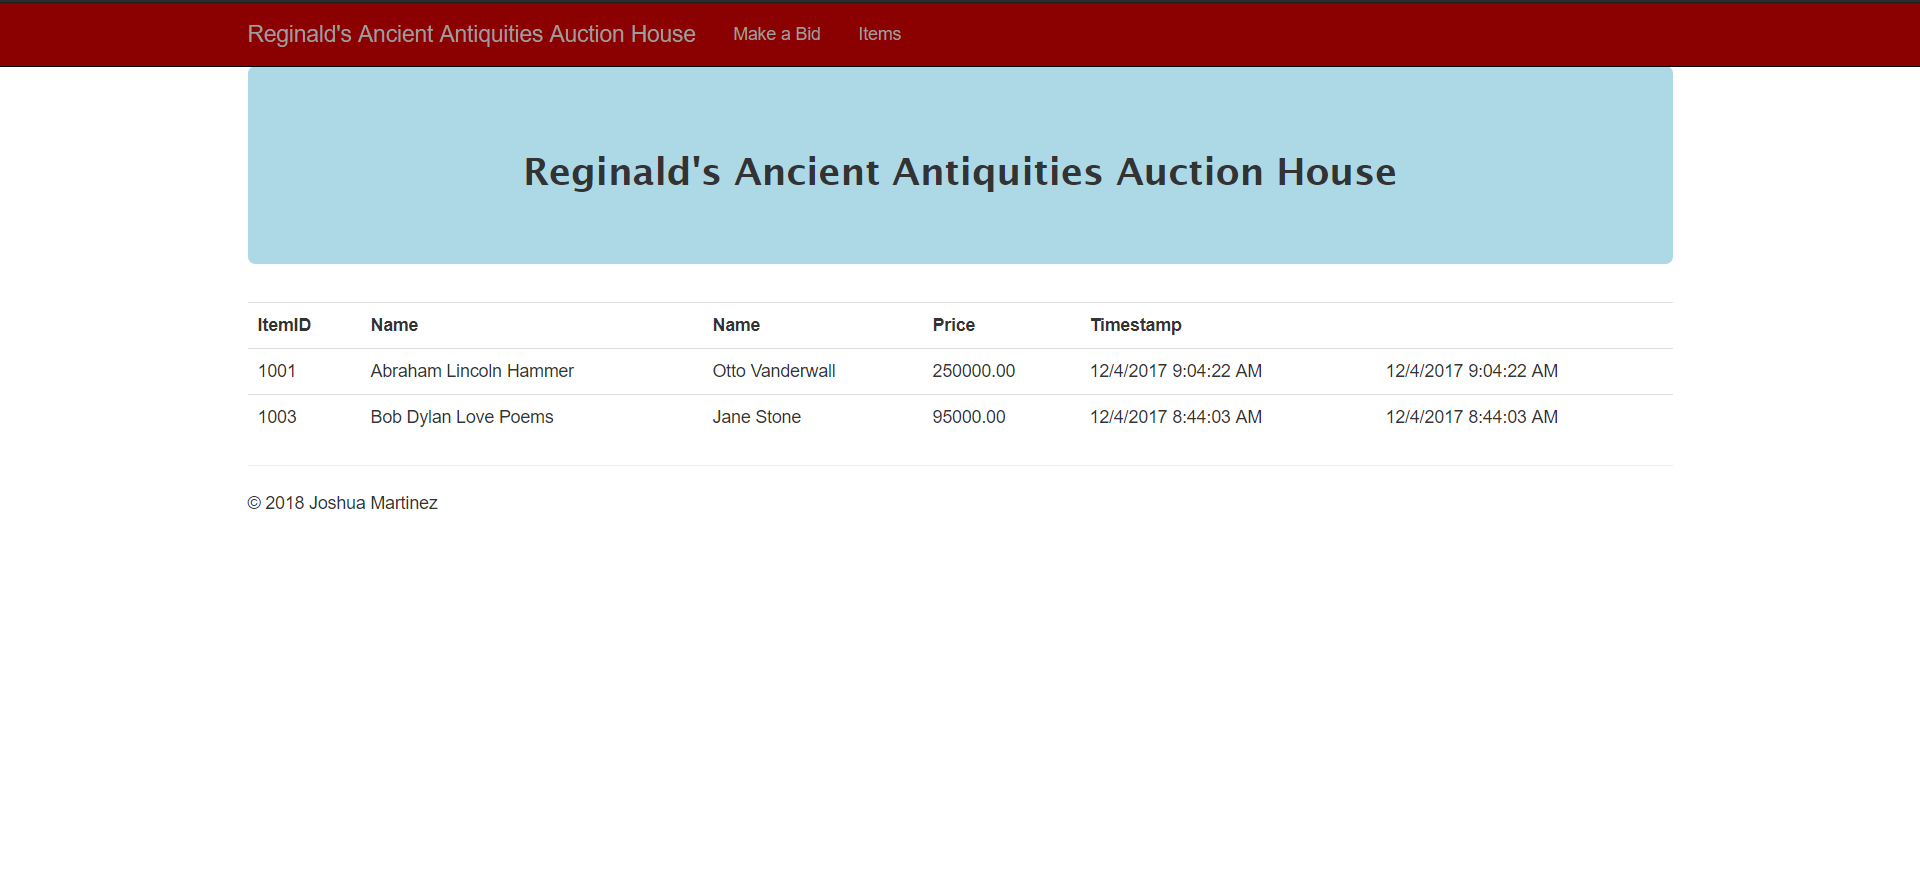 Reginald's Ancient Antiquities Auction House Make a Bid Items
Reginald's Ancient Antiquities Auction House
ItemID Name Name Price Timestamp
1001 Abraham Lincoln Hammer Otto Vanderwall 250000.00 12/4/2017 9:04:22 AM 12/4/2017 9:04:22 AM
1003 Bob Dylan Love Poems Jane Stone 95000.00 12/4/2017 8:44:03 AM 12/4/2017 8:44:03 AM
© 2018 Joshua Martinez